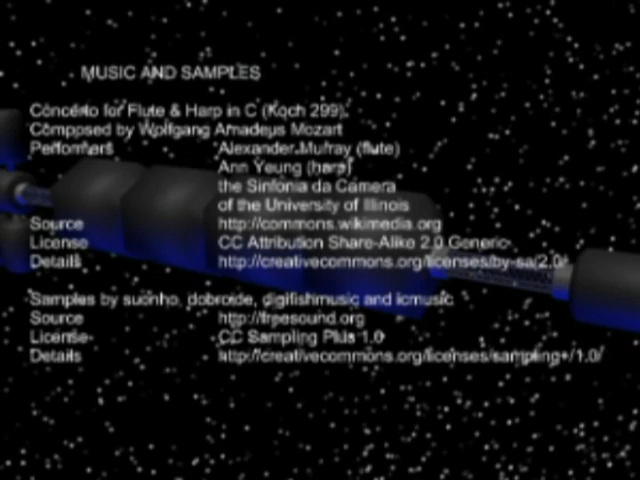 MUSIC AND SAMPLES
Concerto for Flute & Harp in C (Koch 299).
Composed by Wolfgang Amadeus Mozart
Performers Alexander Murray (flute)
Ann Yeung (harp)
the Sinfonia da Camera
of the University of Illinois
Source http://commons.wikimedia.org
License CC Attribution Share-Alike 2.0 Generic
Details http://creativecommons.org/licenses/by-sa/2.0/
Samples by suonho, dobroide, digifishmusic and icmusic
Source http://freesound.org
License CC Sampling Plus 1.0
Details http://creativecommons.org/licenses/sampling+/1.0/